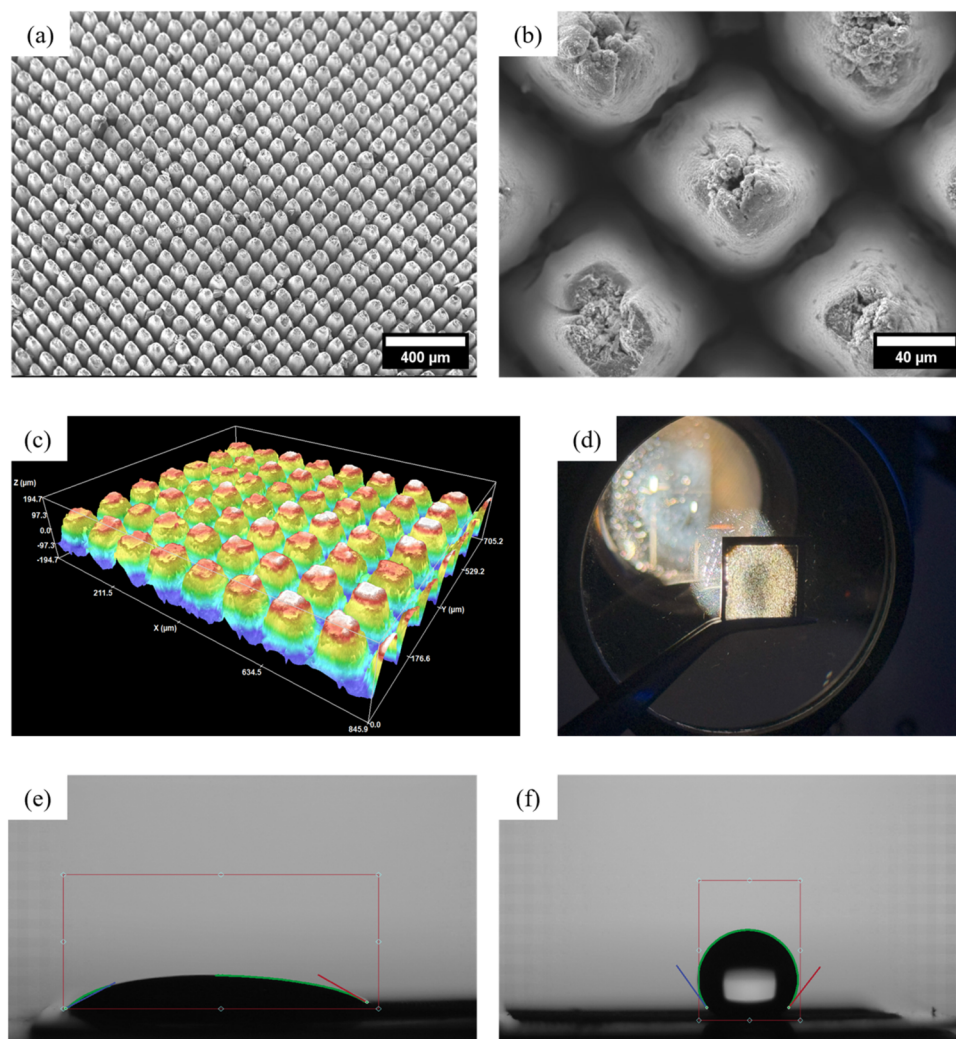 (a)
400 µm
(b)
40 µm
(c)
Z (µm)
194.7
97.3
0.0
-97.3
-194.7
211.5
X (µm)
634.5
845.9
0.0
176.6
Y (µm)
529.2
705.2
(d)
(e)
(f)